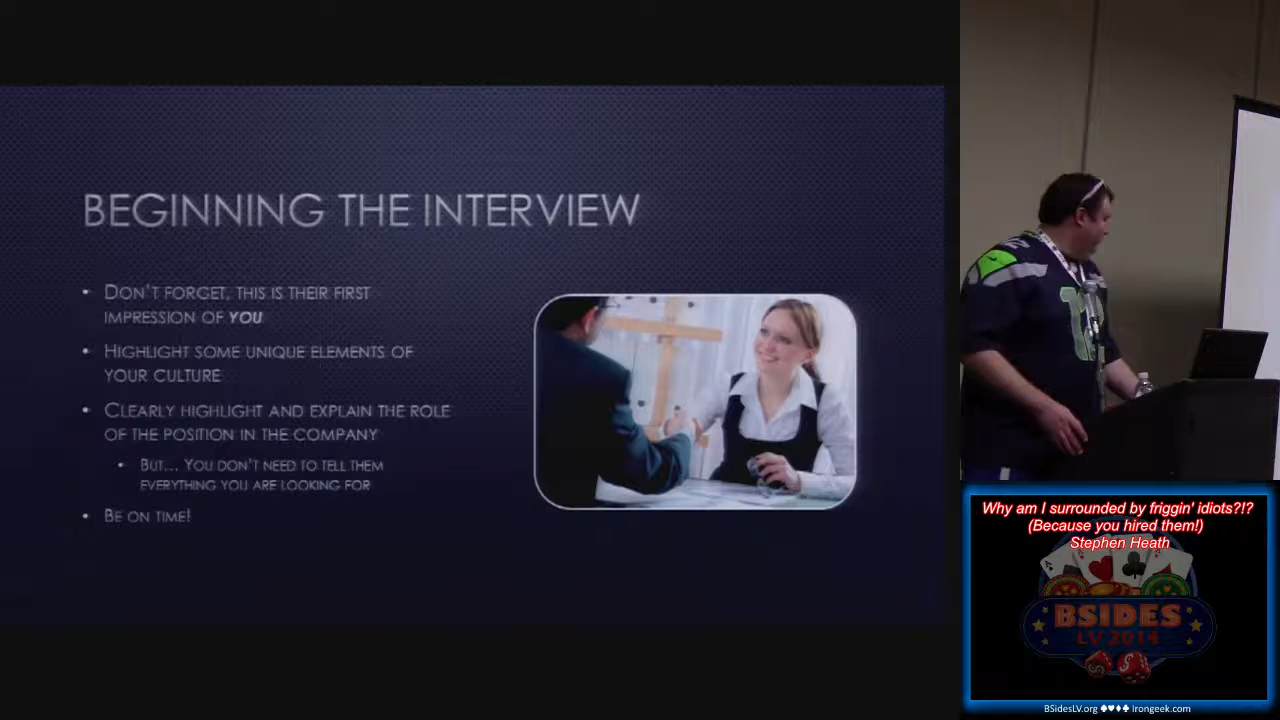 BEGINNING THE INTERVIEW
• DON'T FORGET, THIS IS THEIR FIRST
IMPRESSION OF YOU
• HIGHLIGHT SOME UNIQUE ELEMENTS OF
YOUR CULTURE
• CLEARLY HIGHLIGHT AND EXPLAIN THE ROLE
OF THE POSITION IN THE COMPANY
• BUT... YOU DON'T NEED TO TELL THEM
EVERYTHING YOU ARE LOOKING FOR
• BE ON TIME!
12
Why am I surrounded by friggin' idiots?!?
(Because you hired them!)
Stephen Heath
BSIDES
LV 2014
BSidesLV.org ♠♥♦♣ Irongeek.com